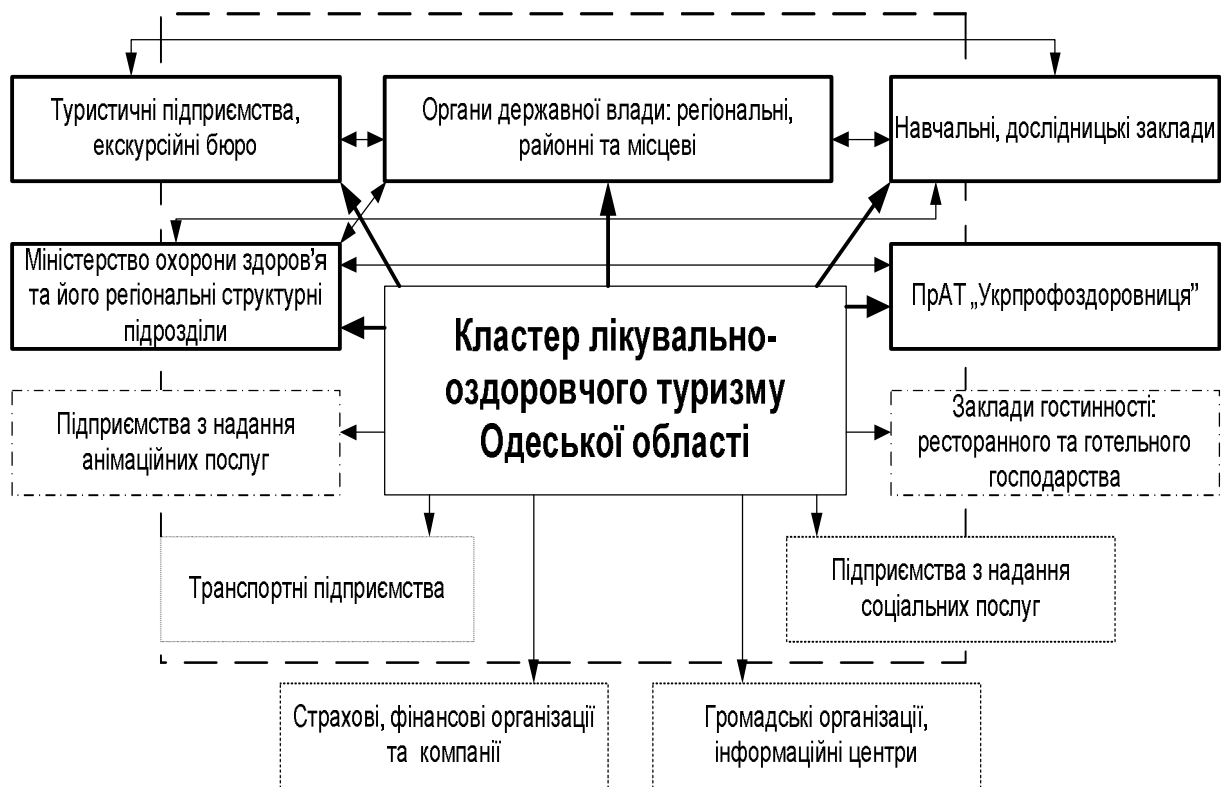 Туристичні підприємства,
екскурсійні бюро
Органи державної влади: регіональні,
районні та місцеві
Навчальні, дослідницькі заклади
Міністерство охорони здоров’я
та його регіональні структурні
підрозділи
ПрАТ „Укрпрофоздоровниця”
Кластер лікувально-
оздоровчого туризму
Одеської області
Підприємства з надання
анімаційних послуг
Заклади гостинності:
ресторанного та готельного
господарства
Транспортні підприємства
Підприємства з надання
соціальних послуг
Страхові, фінансові організації
та компанії
Громадські організації,
інформаційні центри